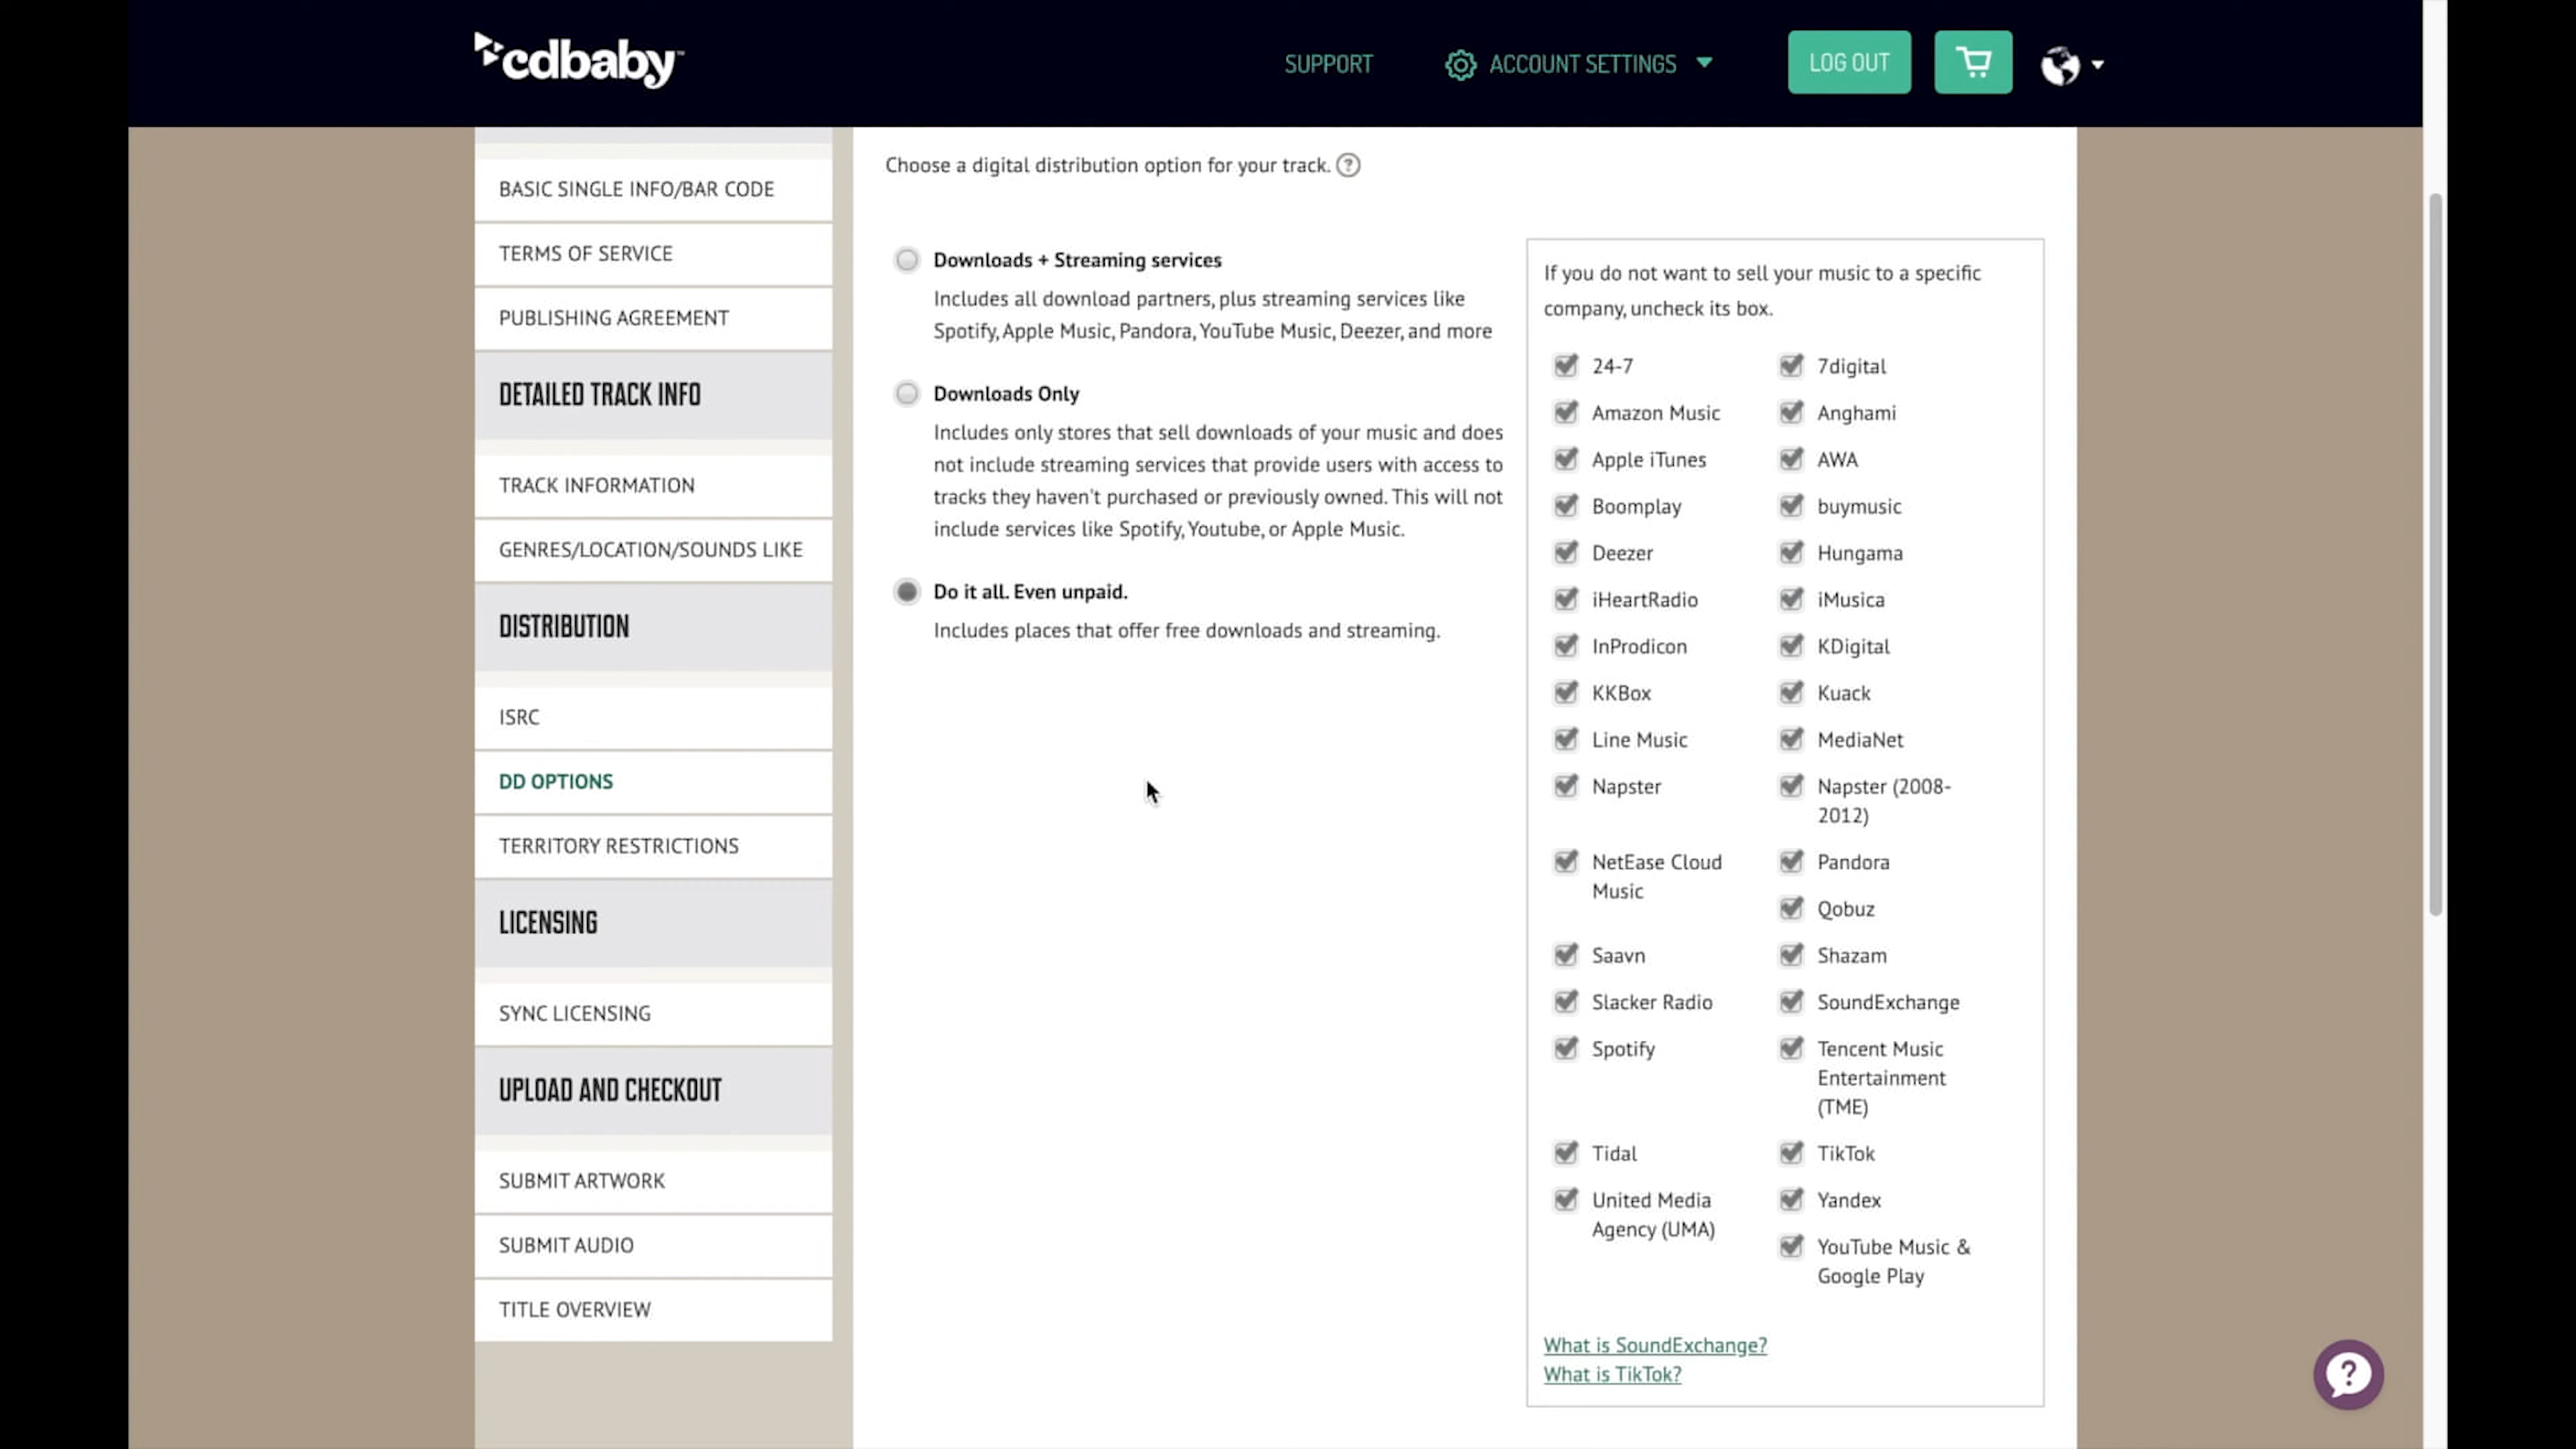 cdbaby™
SUPPORT
ACCOUNT SETTINGS
LOG OUT
BASIC SINGLE INFO/BAR CODE
TERMS OF SERVICE
PUBLISHING AGREEMENT
DETAILED TRACK INFO
TRACK INFORMATION
GENRES/LOCATION/SOUNDS LIKE
DISTRIBUTION
ISRC
DD OPTIONS
TERRITORY RESTRICTIONS
LICENSING
SYNC LICENSING
UPLOAD AND CHECKOUT
SUBMIT ARTWORK
SUBMIT AUDIO
TITLE OVERVIEW
Choose a digital distribution option for your track. ?
Downloads + Streaming services
Includes all download partners, plus streaming services like
Spotify, Apple Music, Pandora, YouTube Music, Deezer, and more
Downloads Only
Includes only stores that sell downloads of your music and does
not include streaming services that provide users with access to
tracks they haven't purchased or previously owned. This will not
include services like Spotify, Youtube, or Apple Music.
Do it all. Even unpaid.
Includes places that offer free downloads and streaming.
If you do not want to sell your music to a specific
company, uncheck its box.
24-7
7digital
Amazon Music
Anghami
Apple iTunes
AWA
Boomplay
buymusic
Deezer
Hungama
iHeartRadio
iMusica
InProdicon
KDigital
KKBox
Kuack
Line Music
MediaNet
Napster
Napster (2008-
2012)
NetEase Cloud
Music
Pandora
Qobuz
Saavn
Shazam
Slacker Radio
SoundExchange
Spotify
Tencent Music
Entertainment
(TME)
Tidal
TikTok
United Media
Agency (UMA)
Yandex
YouTube Music &
Google Play
What is SoundExchange?
What is TikTok?
?